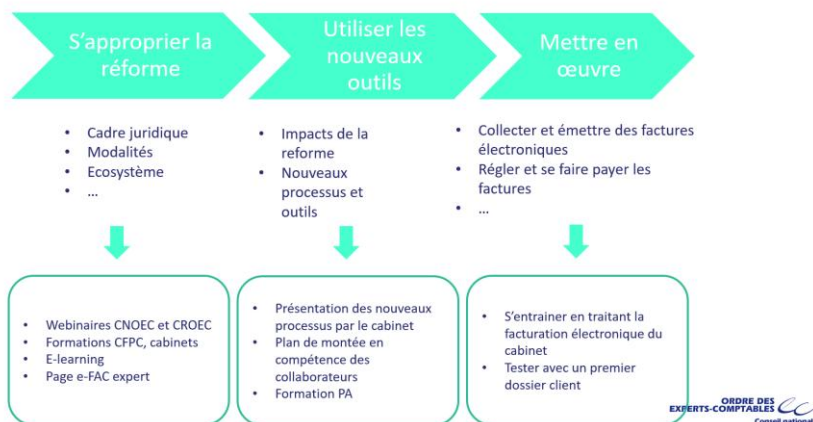 S'approprier la
réforme
Utiliser les
nouveaux
outils
Mettre en
œuvre
• Cadre juridique
• Modalités
• Ecosystème
• ...
• Impacts de la
reforme
• Nouveaux
processus et
outils
• Collecter et émettre des factures
électroniques
• Régler et se faire payer les
factures
• ...
• Webinaires CNOEC et CROEC
• Formations CFPC, cabinets
• E-learning
• Page e-FAC expert
• Présentation des nouveaux
processus par le cabinet
• Plan de montée en
compétence des
collaborateurs
• Formation PA
• S'entrainer en traitant la
facturation électronique du
cabinet
• Tester avec un premier
dossier client
ORDRE DES
EXPERTS-COMPTABLES
Conseil national